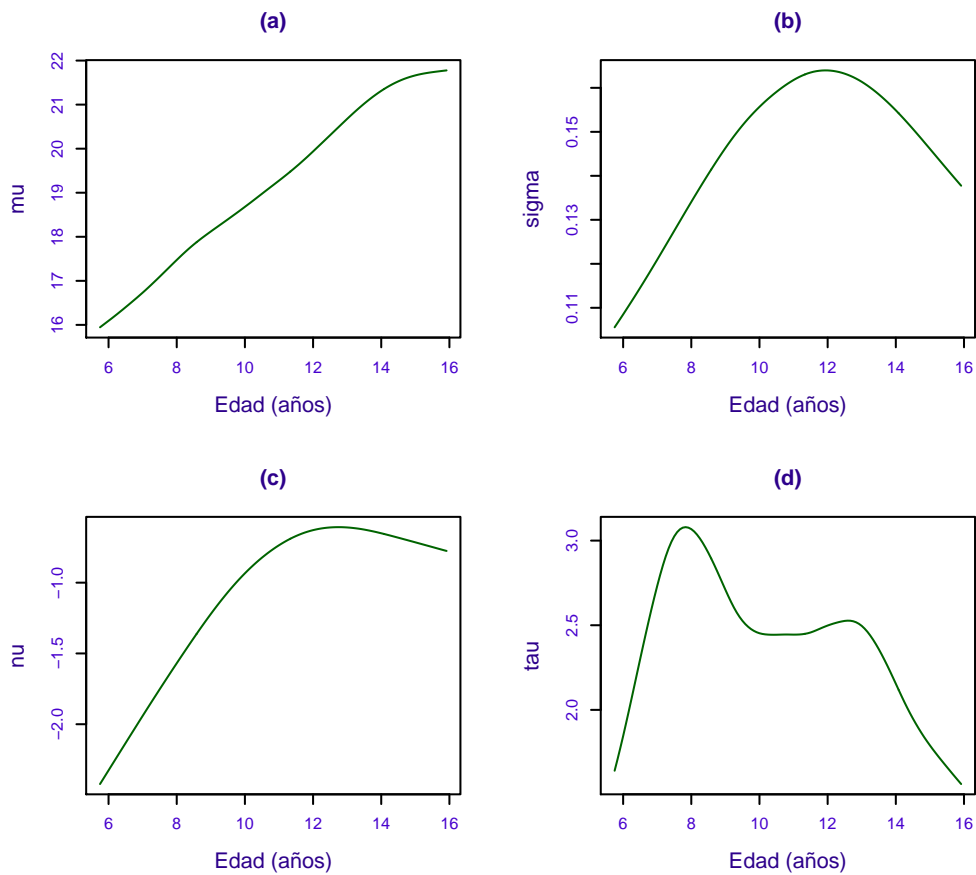 (a)
22
21
20
19
18
17
16
mu
6 8 10 12 14 16
Edad (años)
(b)
0.15
0.13
0.11
sigma
6 8 10 12 14 16
Edad (años)
(c)
−1.0
−1.5
−2.0
nu
6 8 10 12 14 16
Edad (años)
(d)
3.0
2.5
2.0
tau
6 8 10 12 14 16
Edad (años)